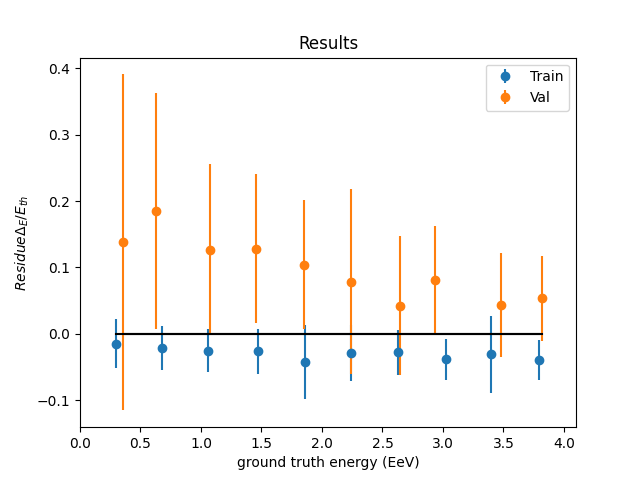 Results
Train
Val
0.4
0.3
0.2
0.1
0.0
−0.1
Residue Δ_E/E_th
0.0 0.5 1.0 1.5 2.0 2.5 3.0 3.5 4.0
ground truth energy (EeV)